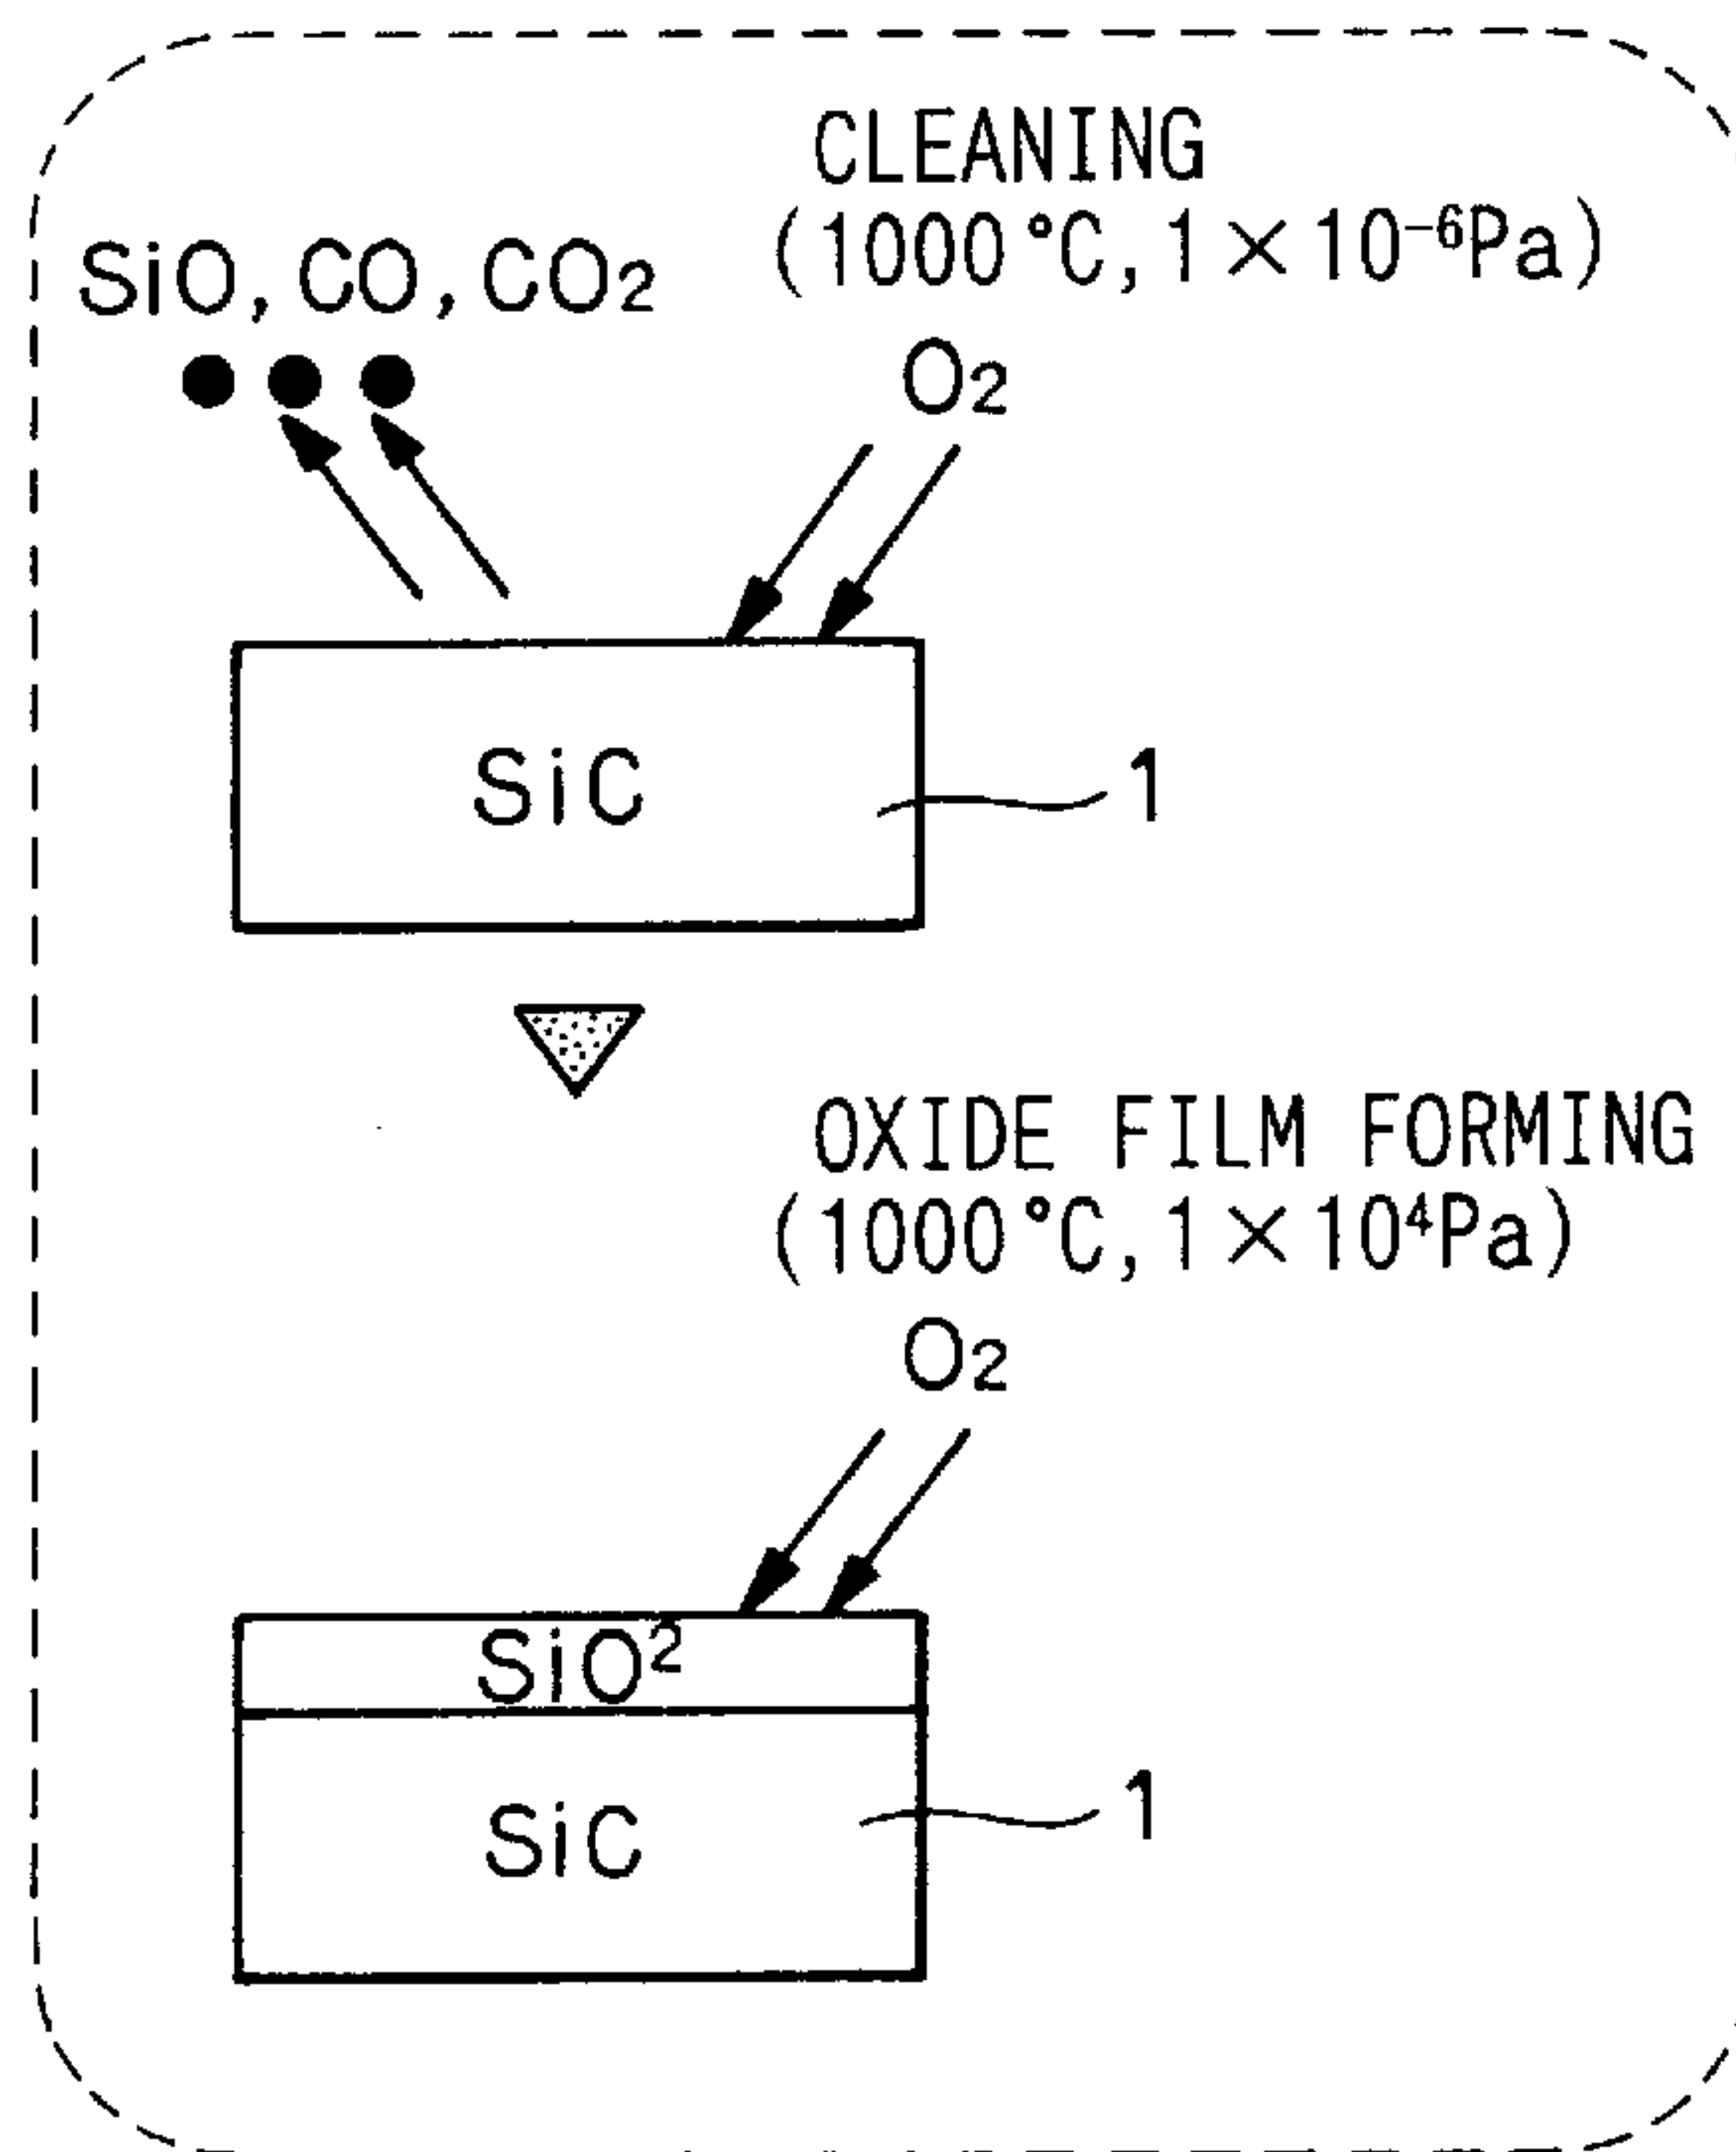 CLEANING
(1000°C, 1×10⁻⁶Pa)
SiO, CO, CO₂
O₂
SiC
1
OXIDE FILM FORMING
(1000°C, 1×10⁴Pa)
O₂
SiO²
SiC
1